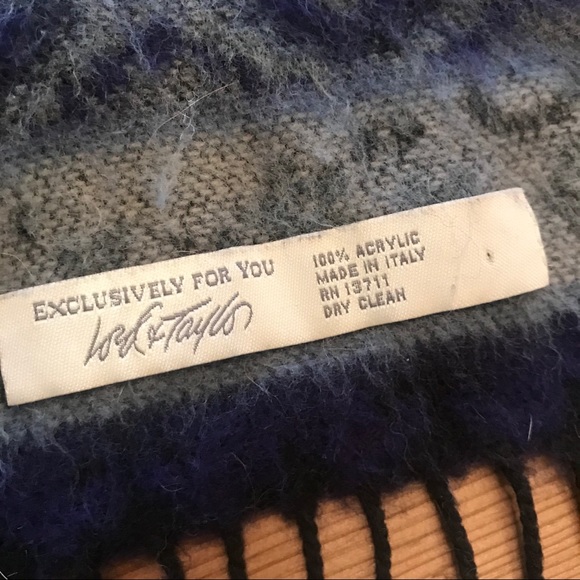 EXCLUSIVELY FOR YOU
Lord & Taylor
100% ACRYLIC
MADE IN ITALY
RN 13711
DRY CLEAN